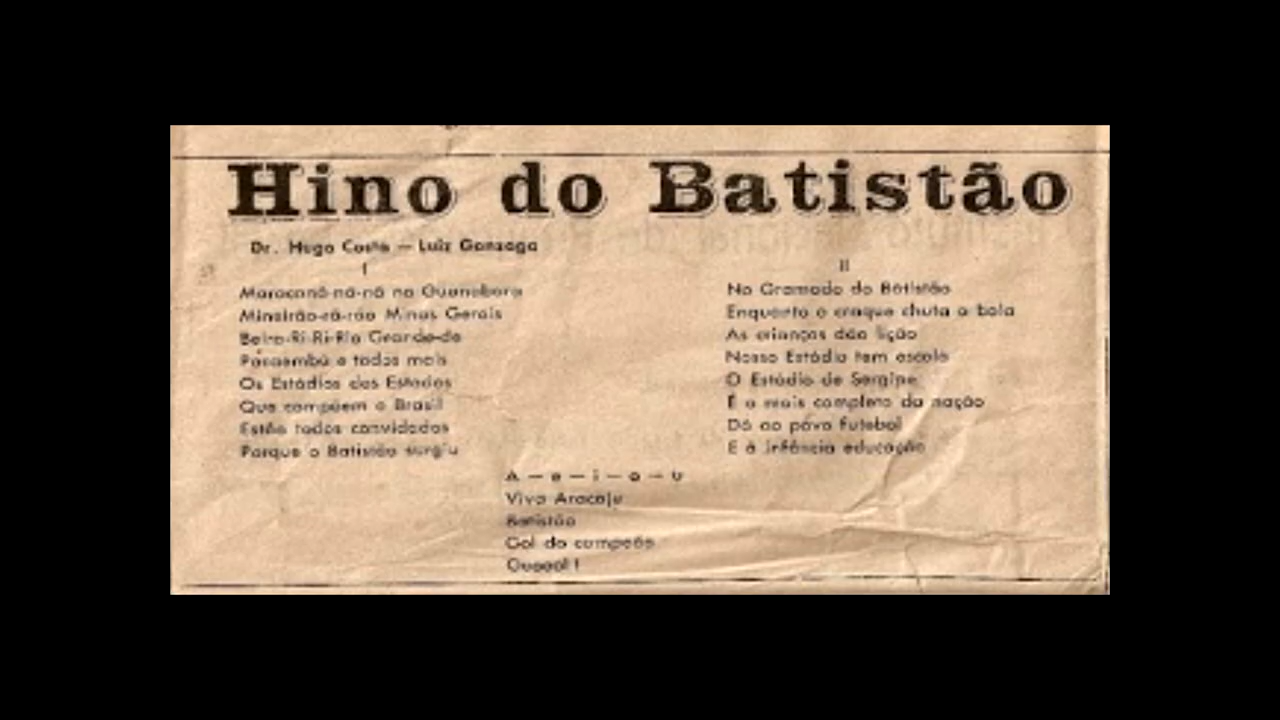 Hino do Batistão
Dr. Hugo Costa — Luiz Gonzaga
I
Maracanã-nã-nã na Guanabara
Mineirão-rã-rão Minas Gerais
Beira-Ri-Ri-Rio Grande-de
Pacaembú e todos mais
Os Estádios dos Estados
Que compõem o Brasil
Estão todos convidados
Porque o Batistão surgiu
II
No Gramado do Batistão
Enquanto o craque chuta a bola
As crianças dão lição
Nosso Estádio tem escola
O Estádio de Sergipe
É o mais completo da nação
Dá ao povo futebol
E à infância educação
A — e — i — o — U
Viva Aracaju
Batistão
Gol do campeão